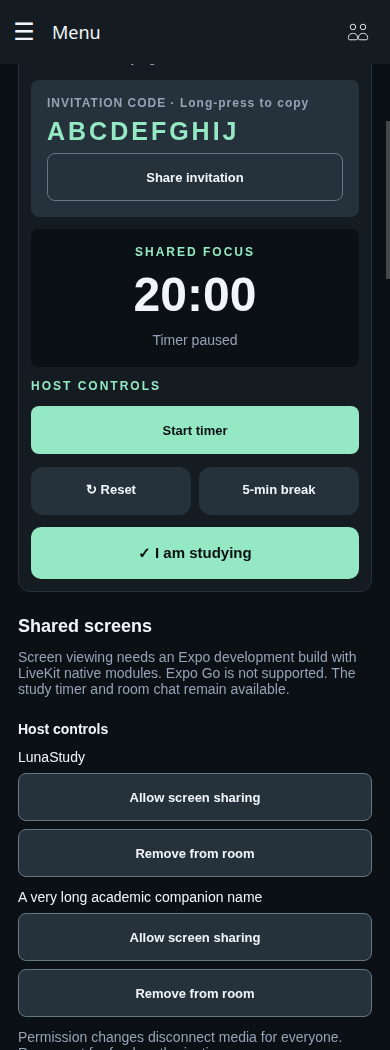 ☰ Menu
INVITATION CODE · Long-press to copy
ABCDEFGHIJ
Share invitation
SHARED FOCUS
20:00
Timer paused
HOST CONTROLS
Start timer
↻ Reset
5-min break
✓ I am studying
Shared screens
Screen viewing needs an Expo development build with
LiveKit native modules. Expo Go is not supported. The
study timer and room chat remain available.
Host controls
LunaStudy
Allow screen sharing
Remove from room
A very long academic companion name
Allow screen sharing
Remove from room
Permission changes disconnect media for everyone.